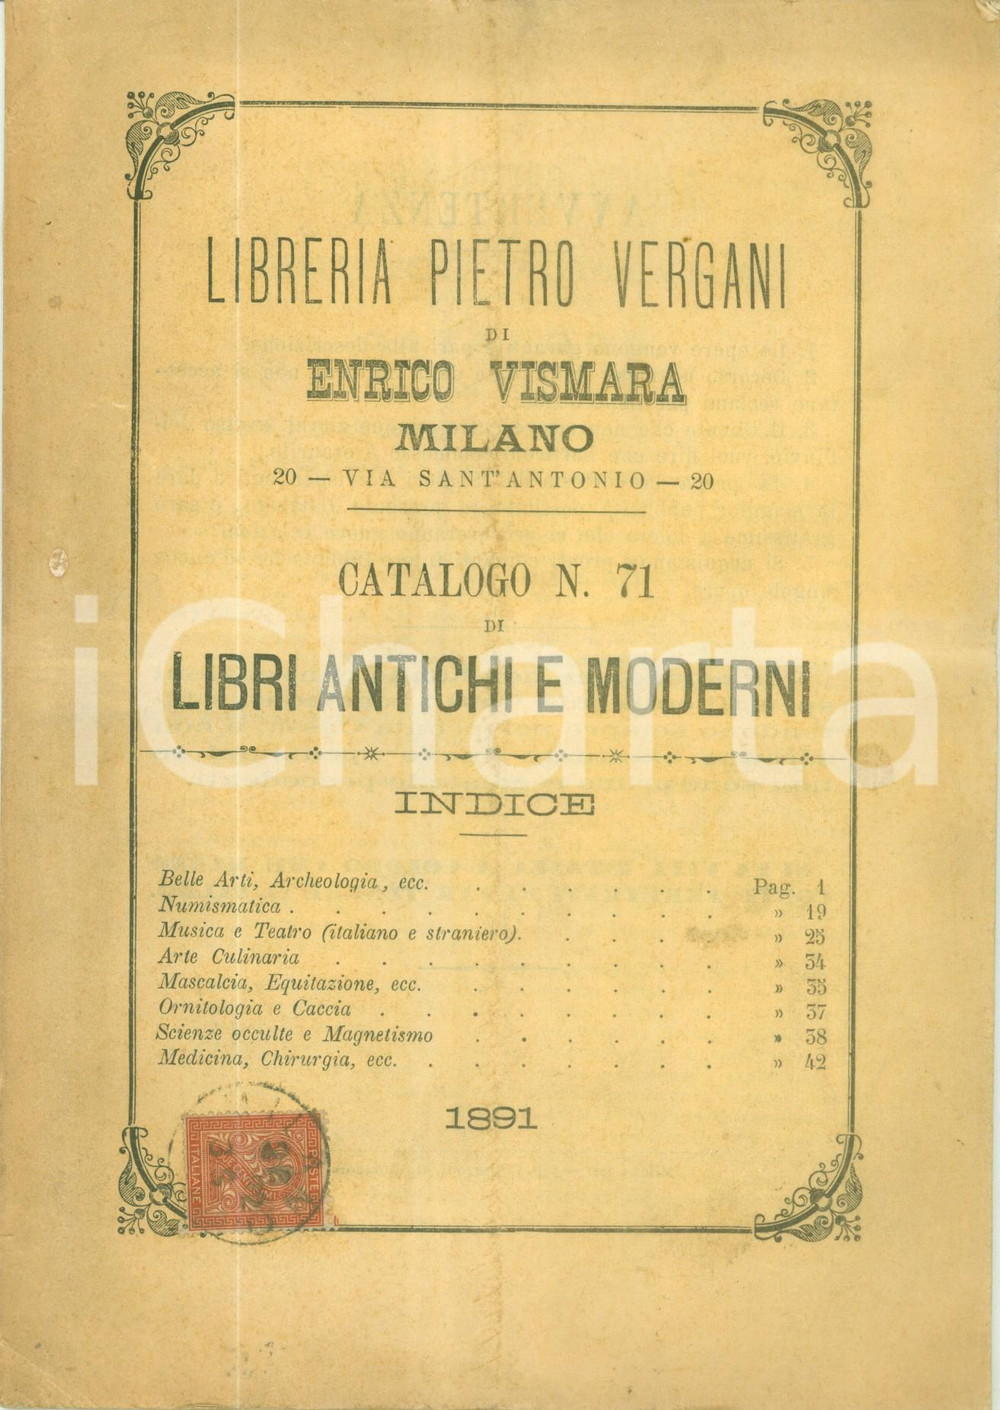 LIBRERIA PIETRO VERGANI
DI
ENRICO VISMARA
MILANO
20 — VIA SANT'ANTONIO — 20
CATALOGO N. 71
DI
LIBRI ANTICHI E MODERNI
iCharta
INDICE
Belle Arti, Archeologia, ecc. . . . . . . Pag. 1
Numismatica . . . . . . . . . . » 19
Musica e Teatro (italiano e straniero). . . . . » 25
Arte Culinaria . . . . . . . . . » 34
Mascalcia, Equitazione, ecc. . . . . . . » 35
Ornitologia e Caccia . . . . . . . . » 37
Scienze occulte e Magnetismo . . . . . . » 38
Medicina, Chirurgia, ecc. . . . . . . . » 42
1891
POSTE
ITALIANE